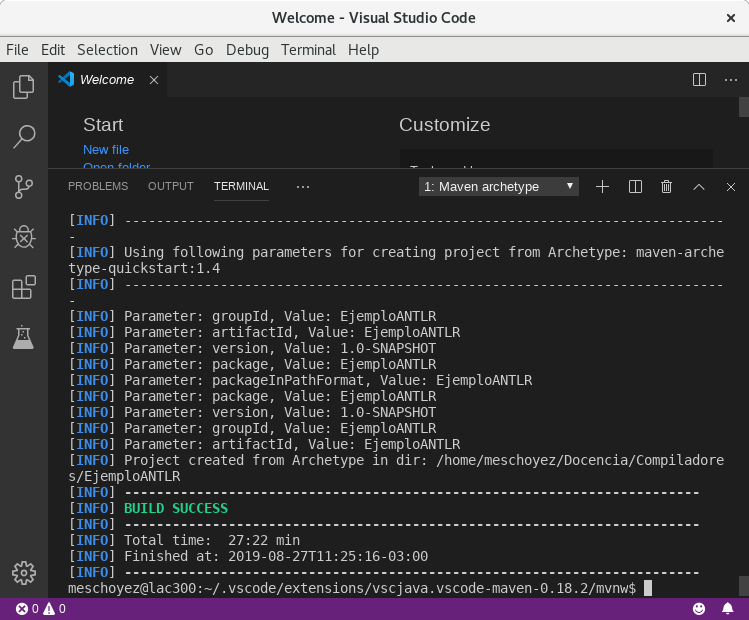 Welcome - Visual Studio Code
File Edit Selection View Go Debug Terminal Help
Welcome
Start
Customize
New file
Open folder
PROBLEMS OUTPUT TERMINAL ··· 1: Maven archetype
[INFO] ---------------------------------------------------------------------------
-
[INFO] Using following parameters for creating project from Archetype: maven-arche
type-quickstart:1.4
[INFO] ---------------------------------------------------------------------------
-
[INFO] Parameter: groupId, Value: EjemploANTLR
[INFO] Parameter: artifactId, Value: EjemploANTLR
[INFO] Parameter: version, Value: 1.0-SNAPSHOT
[INFO] Parameter: package, Value: EjemploANTLR
[INFO] Parameter: packageInPathFormat, Value: EjemploANTLR
[INFO] Parameter: package, Value: EjemploANTLR
[INFO] Parameter: version, Value: 1.0-SNAPSHOT
[INFO] Parameter: groupId, Value: EjemploANTLR
[INFO] Parameter: artifactId, Value: EjemploANTLR
[INFO] Project created from Archetype in dir: /home/meschoyez/Docencia/Compiladore
s/EjemploANTLR
[INFO] ------------------------------------------------------------------------
[INFO] BUILD SUCCESS
[INFO] ------------------------------------------------------------------------
[INFO] Total time:  27:22 min
[INFO] Finished at: 2019-08-27T11:25:16-03:00
[INFO] ------------------------------------------------------------------------
meschoyez@lac300:~/.vscode/extensions/vscjava.vscode-maven-0.18.2/mvnw$
0 0